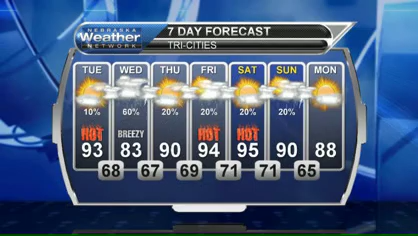 NEBRASKA
Weather
NETWORK
7 DAY FORECAST
TRI-CITIES
TUE WED THU FRI SAT SUN MON
10% 60% 20% 20% 20% 20%
HOT BREEZY HOT HOT
93 83 90 94 95 90 88
68 67 69 71 71 65